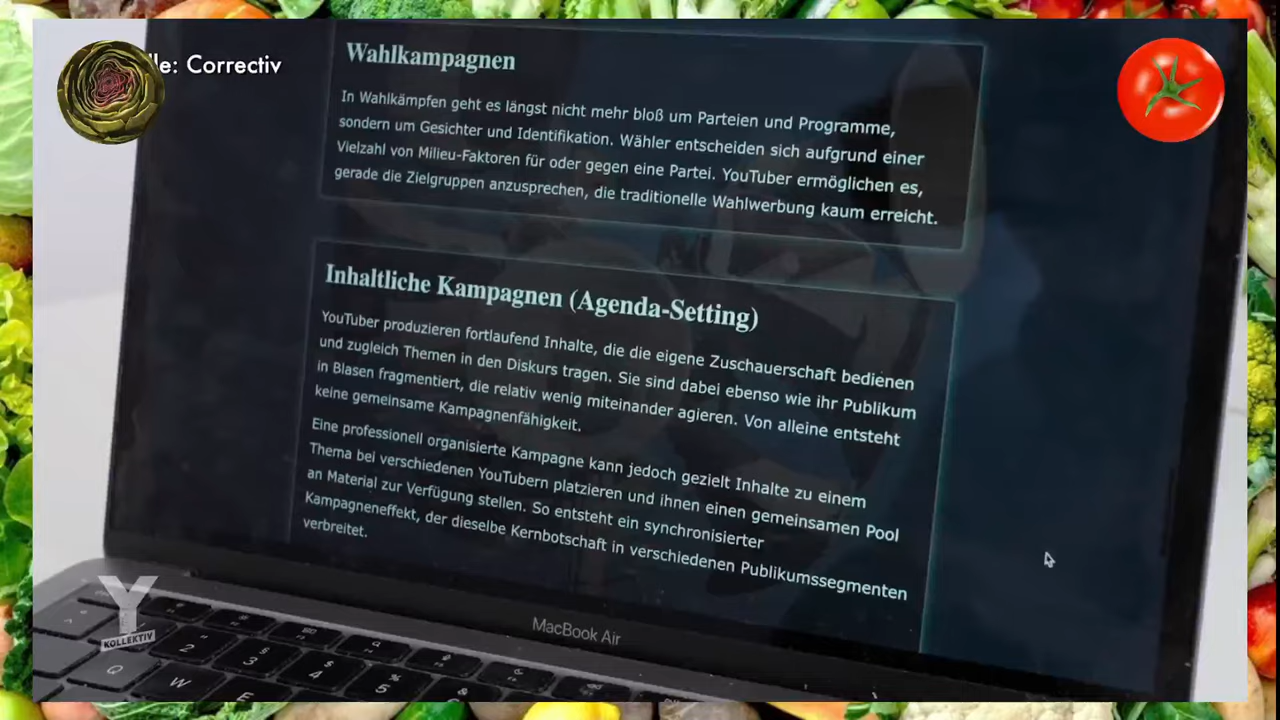 lle: Correctiv
Wahlkampagnen
In Wahlkämpfen geht es längst nicht mehr bloß um Parteien und Programme,
sondern um Gesichter und Identifikation. Wähler entscheiden sich aufgrund einer
Vielzahl von Milieu-Faktoren für oder gegen eine Partei. YouTuber ermöglichen es,
gerade die Zielgruppen anzusprechen, die traditionelle Wahlwerbung kaum erreicht.
Inhaltliche Kampagnen (Agenda-Setting)
YouTuber produzieren fortlaufend Inhalte, die die eigene Zuschauerschaft bedienen
und zugleich Themen in den Diskurs tragen. Sie sind dabei ebenso wie ihr Publikum
in Blasen fragmentiert, die relativ wenig miteinander agieren. Von alleine entsteht
keine gemeinsame Kampagnenfähigkeit.
Eine professionell organisierte Kampagne kann jedoch gezielt Inhalte zu einem
Thema bei verschiedenen YouTubern platzieren und ihnen einen gemeinsamen Pool
an Material zur Verfügung stellen. So entsteht ein synchronisierter
Kampagneneffekt, der dieselbe Kernbotschaft in verschiedenen Publikumssegmenten
verbreitet.
MacBook Air
Y
KOLLEKTIV
2
3
4
5
Q
W
E